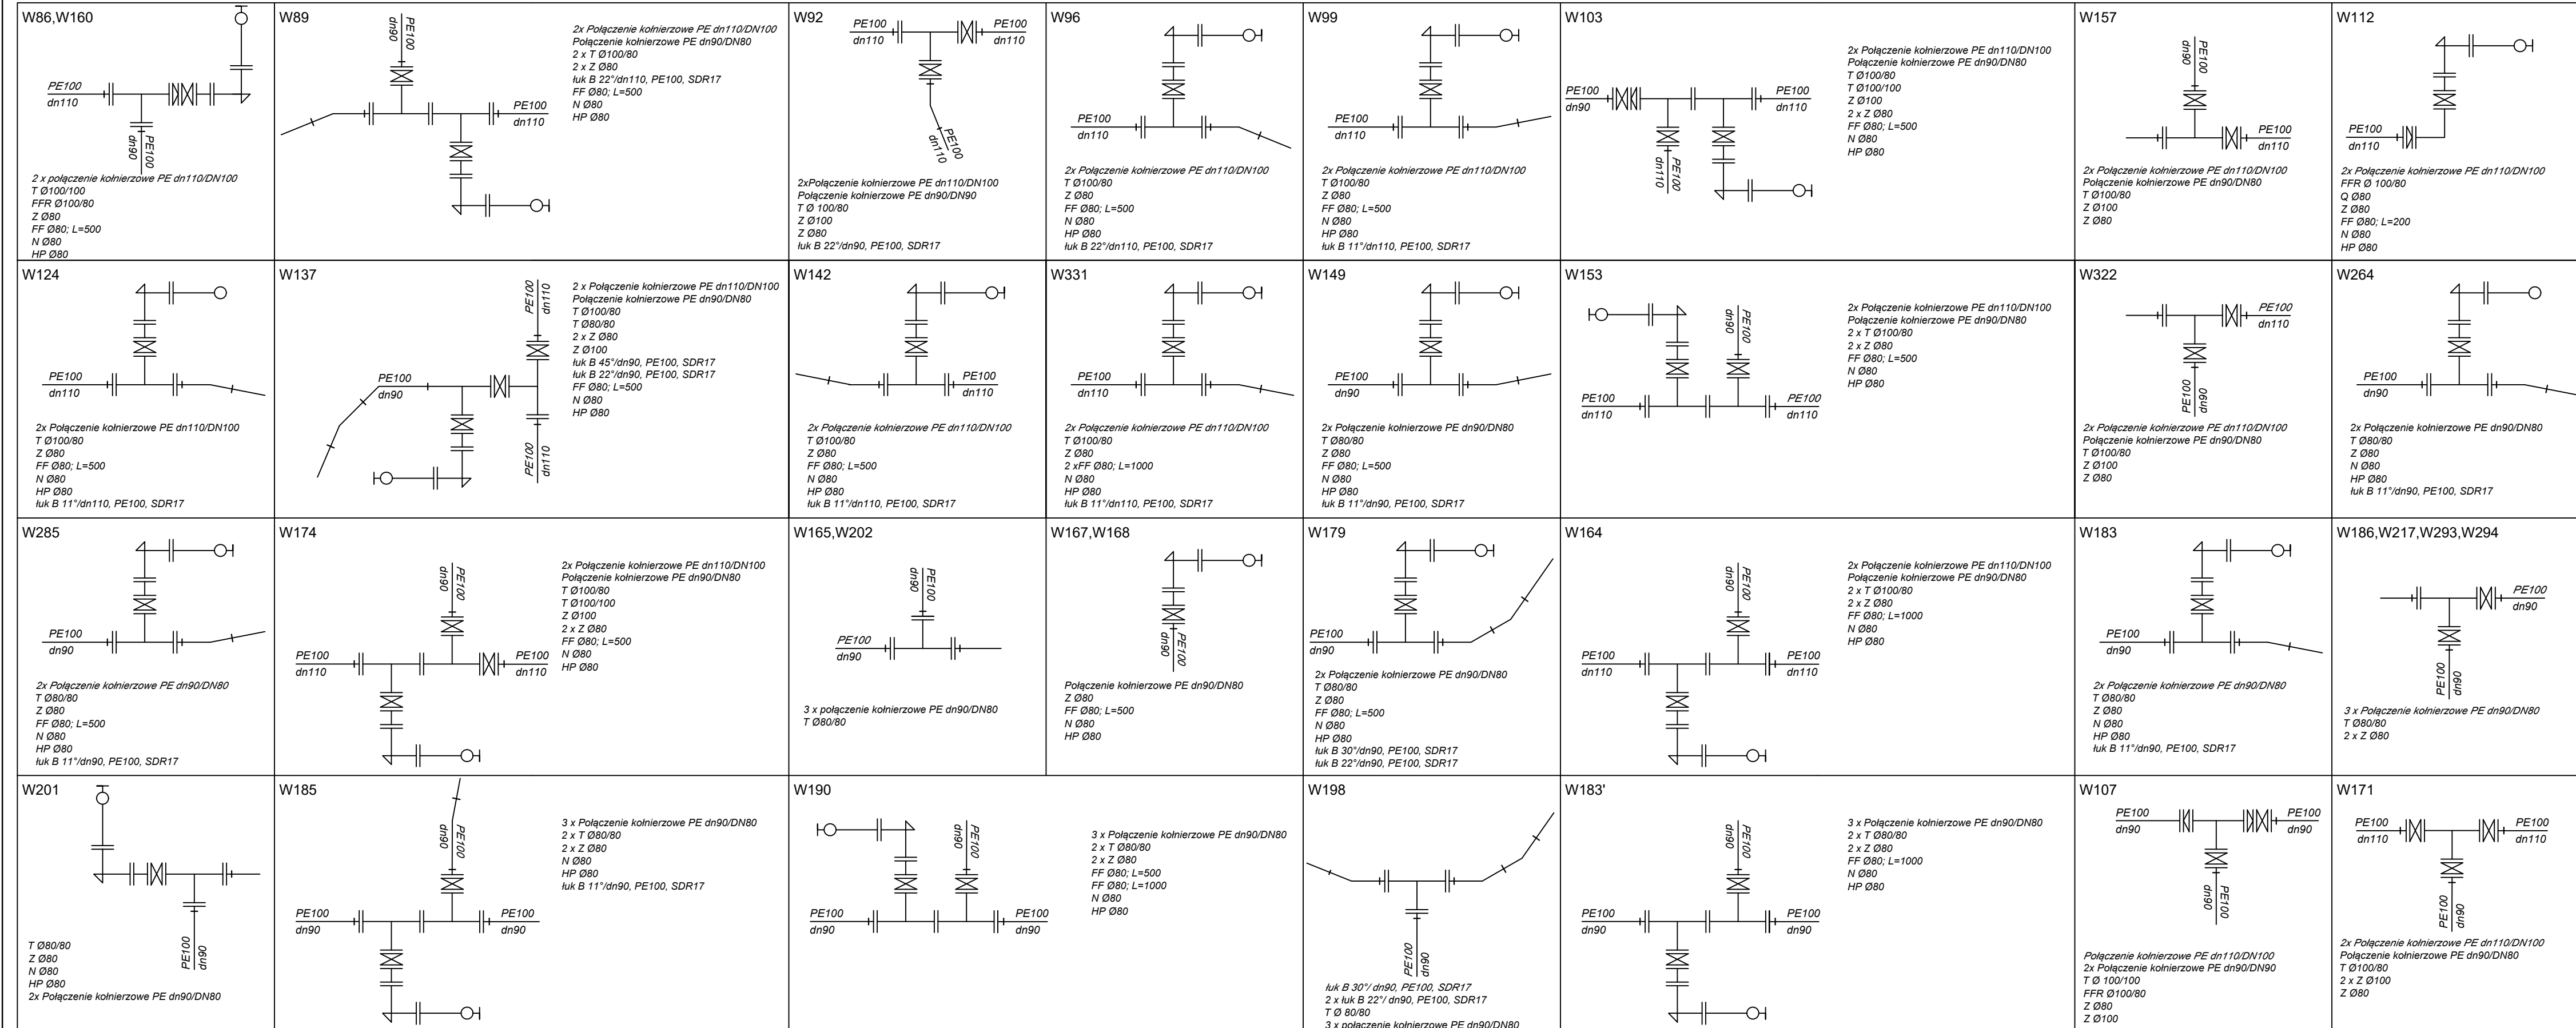 W86,W160
PE100
dn110
PE100
dn90
2 x połączenie kołnierzowe PE dn110/DN100
T Ø100/100
FFR Ø100/80
Z Ø80
FF Ø80; L=500
N Ø80
HP Ø80
W89
PE100
dn90
PE100
dn110
2x Połączenie kołnierzowe PE dn110/DN100
Połączenie kołnierzowe PE dn90/DN80
2 x T Ø100/80
2 x Z Ø80
łuk B 22°/dn110, PE100, SDR17
FF Ø80; L=500
N Ø80
HP Ø80
W92
PE100
dn110
PE100
dn110
PE100
dn110
2xPołączenie kołnierzowe PE dn110/DN100
Połączenie kołnierzowe PE dn90/DN90
T Ø 100/80
Z Ø100
Z Ø80
łuk B 22°/dn90, PE100, SDR17
W96
PE100
dn110
2x Połączenie kołnierzowe PE dn110/DN100
T Ø100/80
Z Ø80
FF Ø80; L=500
N Ø80
HP Ø80
łuk B 22°/dn110, PE100, SDR17
W99
PE100
dn110
2x Połączenie kołnierzowe PE dn110/DN100
T Ø100/80
Z Ø80
FF Ø80; L=500
N Ø80
HP Ø80
łuk B 11°/dn110, PE100, SDR17
W103
PE100
dn90
PE100
dn110
PE100
dn110
2x Połączenie kołnierzowe PE dn110/DN100
Połączenie kołnierzowe PE dn90/DN80
T Ø100/80
T Ø100/100
Z Ø100
2 x Z Ø80
FF Ø80; L=500
N Ø80
HP Ø80
W157
PE100
dn90
PE100
dn110
2x Połączenie kołnierzowe PE dn110/DN100
Połączenie kołnierzowe PE dn90/DN80
T Ø100/80
Z Ø100
Z Ø80
W112
PE100
dn110
2x Połączenie kołnierzowe PE dn110/DN100
FFR Ø 100/80
Q Ø80
Z Ø80
FF Ø80; L=200
N Ø80
HP Ø80
W124
PE100
dn110
2x Połączenie kołnierzowe PE dn110/DN100
T Ø100/80
Z Ø80
FF Ø80; L=500
N Ø80
HP Ø80
łuk B 11°/dn110, PE100, SDR17
W137
PE100
dn110
PE100
dn90
PE100
dn110
2 x Połączenie kołnierzowe PE dn110/DN100
Połączenie kołnierzowe PE dn90/DN80
T Ø100/80
T Ø80/80
2 x Z Ø80
Z Ø100
łuk B 45°/dn90, PE100, SDR17
łuk B 22°/dn90, PE100, SDR17
FF Ø80; L=500
N Ø80
HP Ø80
W142
PE100
dn110
2x Połączenie kołnierzowe PE dn110/DN100
T Ø100/80
Z Ø80
FF Ø80; L=500
N Ø80
HP Ø80
łuk B 11°/dn110, PE100, SDR17
W331
PE100
dn110
2x Połączenie kołnierzowe PE dn110/DN100
T Ø100/80
Z Ø80
2 xFF Ø80; L=1000
N Ø80
HP Ø80
łuk B 11°/dn110, PE100, SDR17
W149
PE100
dn90
2x Połączenie kołnierzowe PE dn90/DN80
T Ø80/80
Z Ø80
FF Ø80; L=500
N Ø80
HP Ø80
łuk B 11°/dn90, PE100, SDR17
W153
PE100
dn90
PE100
dn110
PE100
dn110
2x Połączenie kołnierzowe PE dn110/DN100
Połączenie kołnierzowe PE dn90/DN80
2 x T Ø100/80
2 x Z Ø80
FF Ø80; L=500
N Ø80
HP Ø80
W322
PE100
dn110
PE100
dn90
2x Połączenie kołnierzowe PE dn110/DN100
Połączenie kołnierzowe PE dn90/DN80
T Ø100/80
Z Ø100
Z Ø80
W264
PE100
dn90
2x Połączenie kołnierzowe PE dn90/DN80
T Ø80/80
Z Ø80
N Ø80
HP Ø80
łuk B 11°/dn90, PE100, SDR17
W285
PE100
dn90
2x Połączenie kołnierzowe PE dn90/DN80
T Ø80/80
Z Ø80
FF Ø80; L=500
N Ø80
HP Ø80
łuk B 11°/dn90, PE100, SDR17
W174
PE100
dn90
PE100
dn110
PE100
dn110
2x Połączenie kołnierzowe PE dn110/DN100
Połączenie kołnierzowe PE dn90/DN80
T Ø100/80
T Ø100/100
Z Ø100
2 x Z Ø80
FF Ø80; L=500
N Ø80
HP Ø80
W165,W202
PE100
dn90
PE100
dn90
3 x połączenie kołnierzowe PE dn90/DN80
T Ø80/80
W167,W168
PE100
dn90
Połączenie kołnierzowe PE dn90/DN80
Z Ø80
FF Ø80; L=500
N Ø80
HP Ø80
W179
PE100
dn90
2x Połączenie kołnierzowe PE dn90/DN80
T Ø80/80
Z Ø80
FF Ø80; L=500
N Ø80
HP Ø80
łuk B 30°/dn90, PE100, SDR17
łuk B 22°/dn90, PE100, SDR17
W164
PE100
dn90
PE100
dn110
PE100
dn110
2x Połączenie kołnierzowe PE dn110/DN100
Połączenie kołnierzowe PE dn90/DN80
2 x T Ø100/80
2 x Z Ø80
FF Ø80; L=1000
N Ø80
HP Ø80
W183
PE100
dn90
2x Połączenie kołnierzowe PE dn90/DN80
T Ø80/80
Z Ø80
N Ø80
HP Ø80
łuk B 11°/dn90, PE100, SDR17
W186,W217,W293,W294
PE100
dn90
PE100
dn90
3 x Połączenie kołnierzowe PE dn90/DN80
T Ø80/80
2 x Z Ø80
W201
PE100
dn90
T Ø80/80
Z Ø80
N Ø80
HP Ø80
2x Połączenie kołnierzowe PE dn90/DN80
W185
PE100
dn90
PE100
dn90
PE100
dn90
3 x Połączenie kołnierzowe PE dn90/DN80
2 x T Ø80/80
2 x Z Ø80
N Ø80
HP Ø80
łuk B 11°/dn90, PE100, SDR17
W190
PE100
dn90
PE100
dn90
PE100
dn90
3 x Połączenie kołnierzowe PE dn90/DN80
2 x T Ø80/80
2 x Z Ø80
FF Ø80; L=500
FF Ø80; L=1000
N Ø80
HP Ø80
W198
PE100
dn90
łuk B 30°/ dn90, PE100, SDR17
2 x łuk B 22°/ dn90, PE100, SDR17
T Ø 80/80
3 x połączenie kołnierzowe PE dn90/DN80
W183'
PE100
dn90
PE100
dn90
PE100
dn90
3 x Połączenie kołnierzowe PE dn90/DN80
2 x T Ø80/80
2 x Z Ø80
FF Ø80; L=1000
N Ø80
HP Ø80
W107
PE100
dn90
PE100
dn90
PE100
dn90
Połączenie kołnierzowe PE dn110/DN100
2x Połączenie kołnierzowe PE dn90/DN90
T Ø 100/100
FFR Ø100/80
Z Ø80
Z Ø100
W171
PE100
dn110
PE100
dn110
PE100
dn90
2x Połączenie kołnierzowe PE dn110/DN100
Połączenie kołnierzowe PE dn90/DN80
T Ø100/80
2 x Z Ø100
Z Ø80